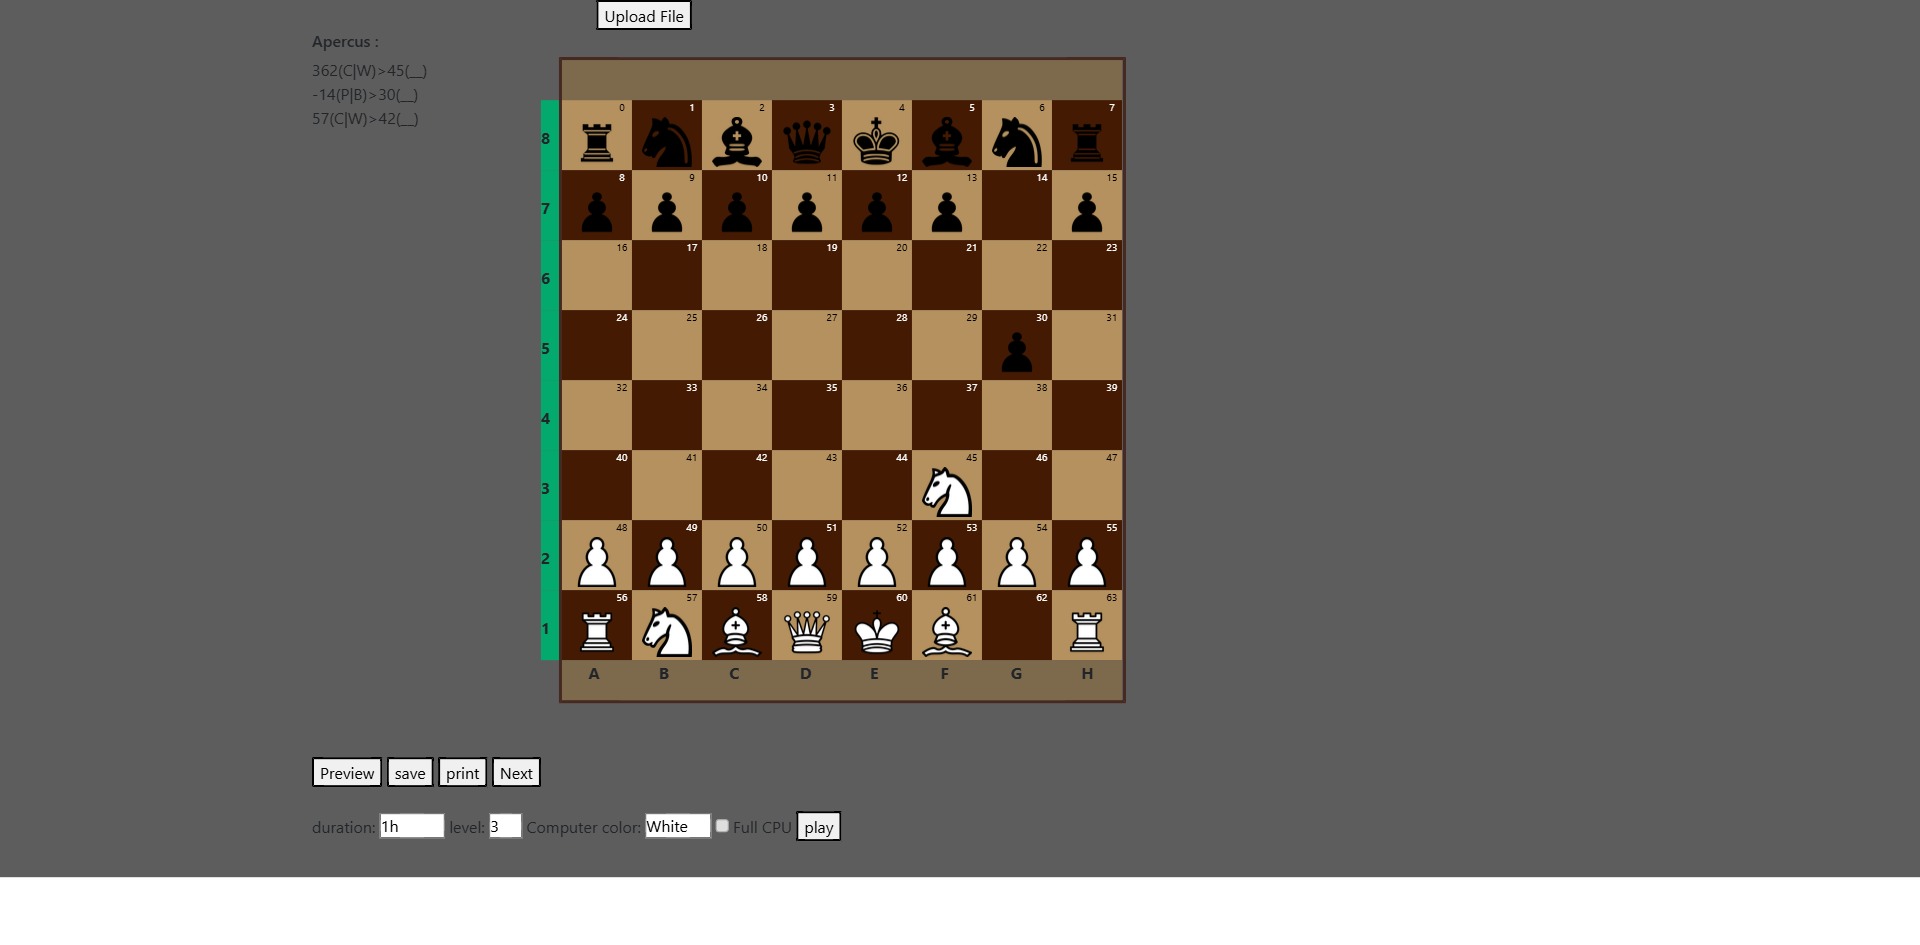 Upload File
Apercus :
362(C|W)>45(__)
-14(P|B)>30(__)
57(C|W)>42(__)
0 1 2 3 4 5 6 7
8
8 9 10 11 12 13 14 15
7
16 17 18 19 20 21 22 23
6
24 25 26 27 28 29 30 31
5
32 33 34 35 36 37 38 39
4
40 41 42 43 44 45 46 47
3
48 49 50 51 52 53 54 55
2
56 57 58 59 60 61 62 63
1
A B C D E F G H
Preview save print Next
duration: 1h level: 3 Computer color: White Full CPU play